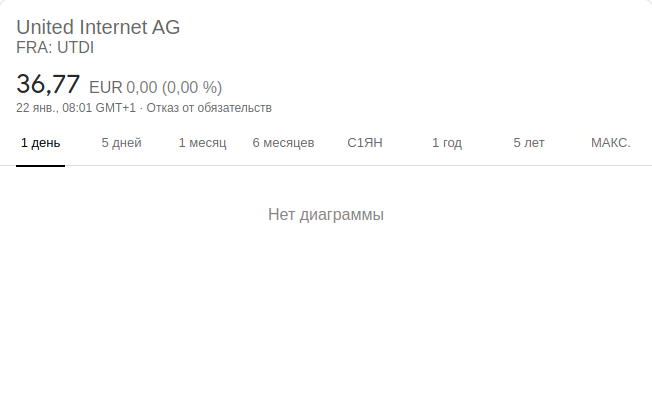 United Internet AG
FRA: UTDI
36,77 EUR 0,00 (0,00 %)
22 янв., 08:01 GMT+1 · Отказ от обязательств
1 день 5 дней 1 месяц 6 месяцев С1ЯН 1 год 5 лет МАКС.
Нет диаграммы